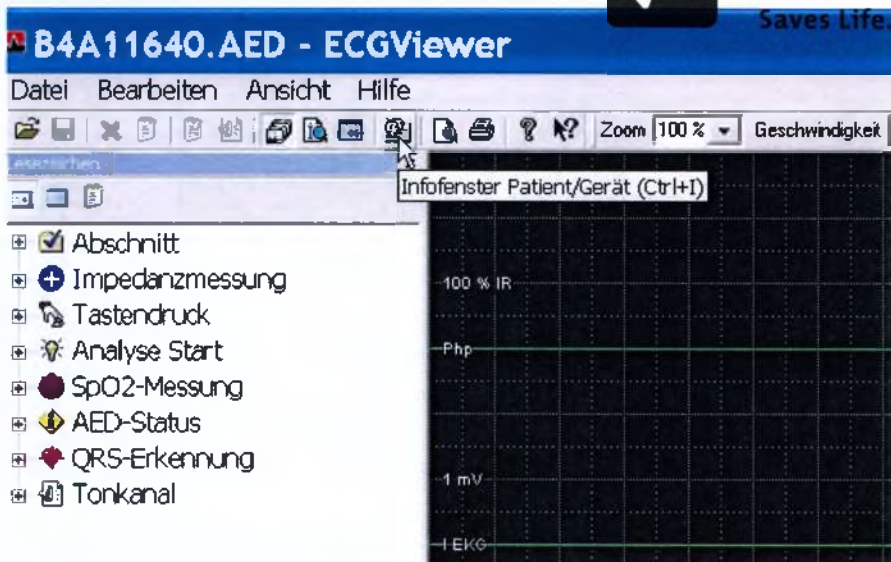 Saves Life.
B4A11640.AED - ECGViewer
Datei Bearbeiten Ansicht Hilfe
Zoom 100 % Geschwindigkeit
Lesezeichen
Infofenster Patient/Gerät (Ctrl+I)
Abschnitt
Impedanzmessung
Tastendruck
Analyse Start
SpO2-Messung
AED-Status
QRS-Erkennung
Tonkanal
100 % IR
Php
1 mV
I EKG